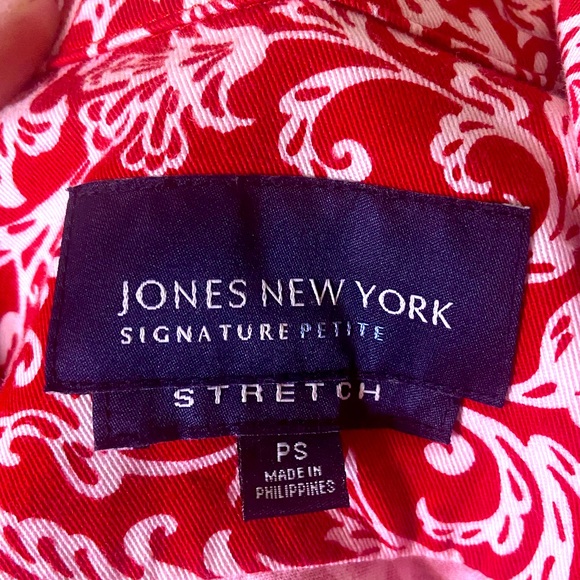 JONES NEW YORK
SIGNATURE PETITE
STRETCH
PS
MADE IN
PHILIPPINES